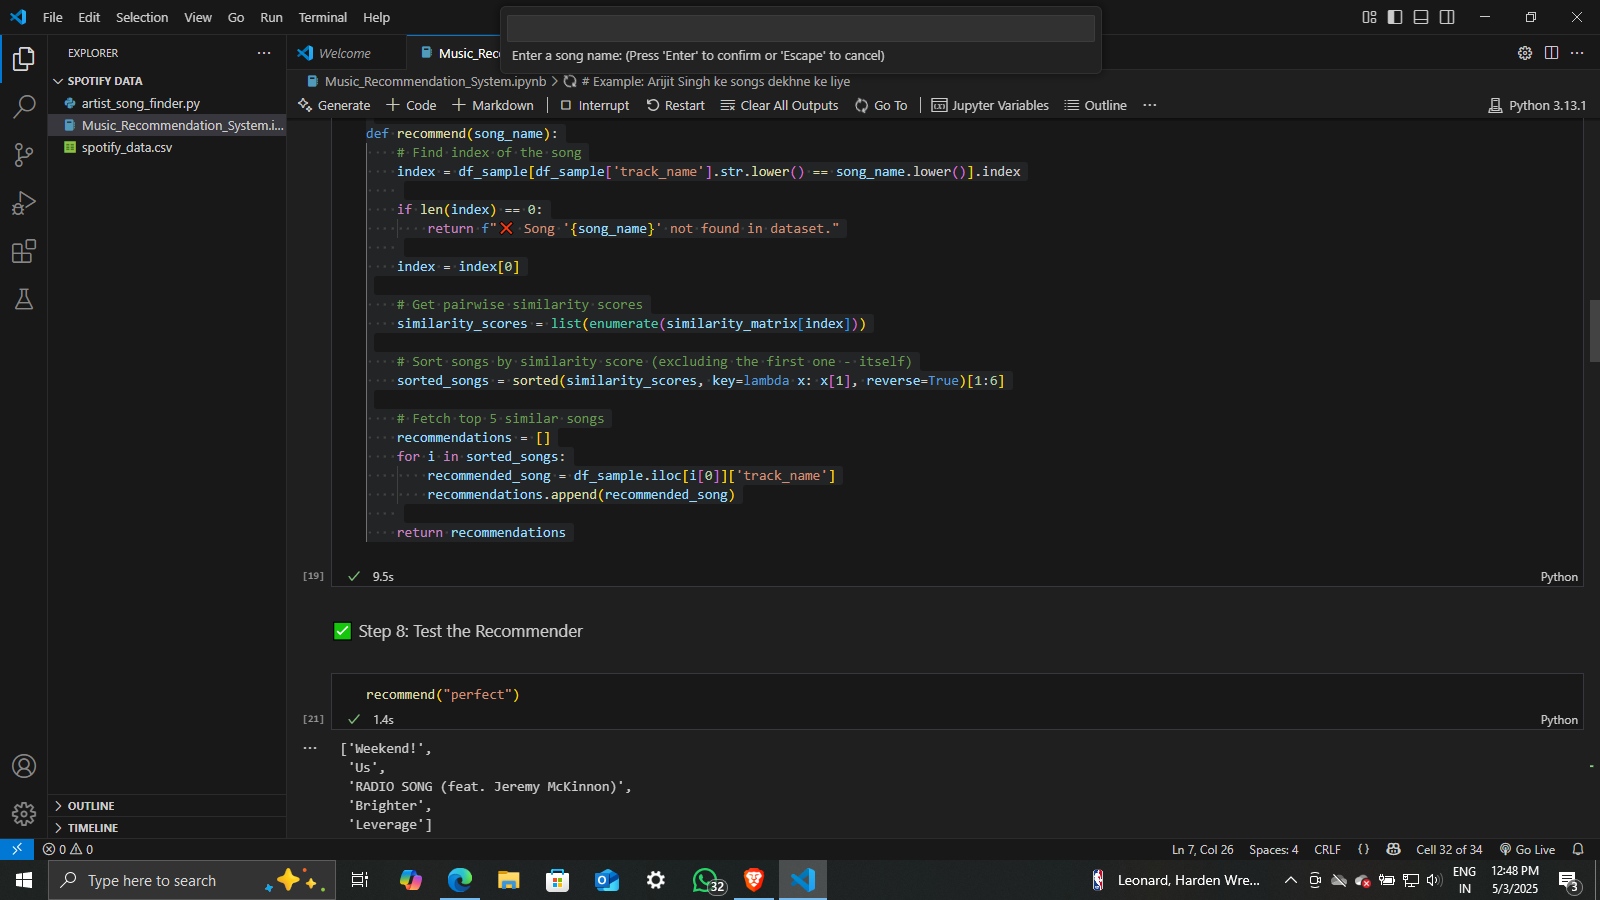 File Edit Selection View Go Run Terminal Help
Enter a song name: (Press 'Enter' to confirm or 'Escape' to cancel)
EXPLORER
Welcome
Music_Rec
SPOTIFY DATA
artist_song_finder.py
Music_Recommendation_System.i...
spotify_data.csv
Music_Recommendation_System.ipynb > # Example: Arijit Singh ke songs dekhne ke liye
Generate + Code + Markdown Interrupt Restart Clear All Outputs Go To Jupyter Variables Outline ... Python 3.13.1
def recommend(song_name):
# Find index of the song
index = df_sample[df_sample['track_name'].str.lower() == song_name.lower()].index
if len(index) == 0:
return f"❌ Song '{song_name}' not found in dataset."
index = index[0]
# Get pairwise similarity scores
similarity_scores = list(enumerate(similarity_matrix[index]))
# Sort songs by similarity score (excluding the first one - itself)
sorted_songs = sorted(similarity_scores, key=lambda x: x[1], reverse=True)[1:6]
# Fetch top 5 similar songs
recommendations = []
for i in sorted_songs:
recommended_song = df_sample.iloc[i[0]]['track_name']
recommendations.append(recommended_song)
return recommendations
[19] ✓ 9.5s Python
✅ Step 8: Test the Recommender
recommend("perfect")
[21] ✓ 1.4s Python
... ['Weekend!',
'Us',
'RADIO SONG (feat. Jeremy McKinnon)',
'Brighter',
'Leverage']
OUTLINE
TIMELINE
0 0 Ln 7, Col 26 Spaces: 4 CRLF {} Cell 32 of 34 Go Live
Type here to search
32
Leonard, Harden Wre...
ENG
IN
12:48 PM
5/3/2025
3